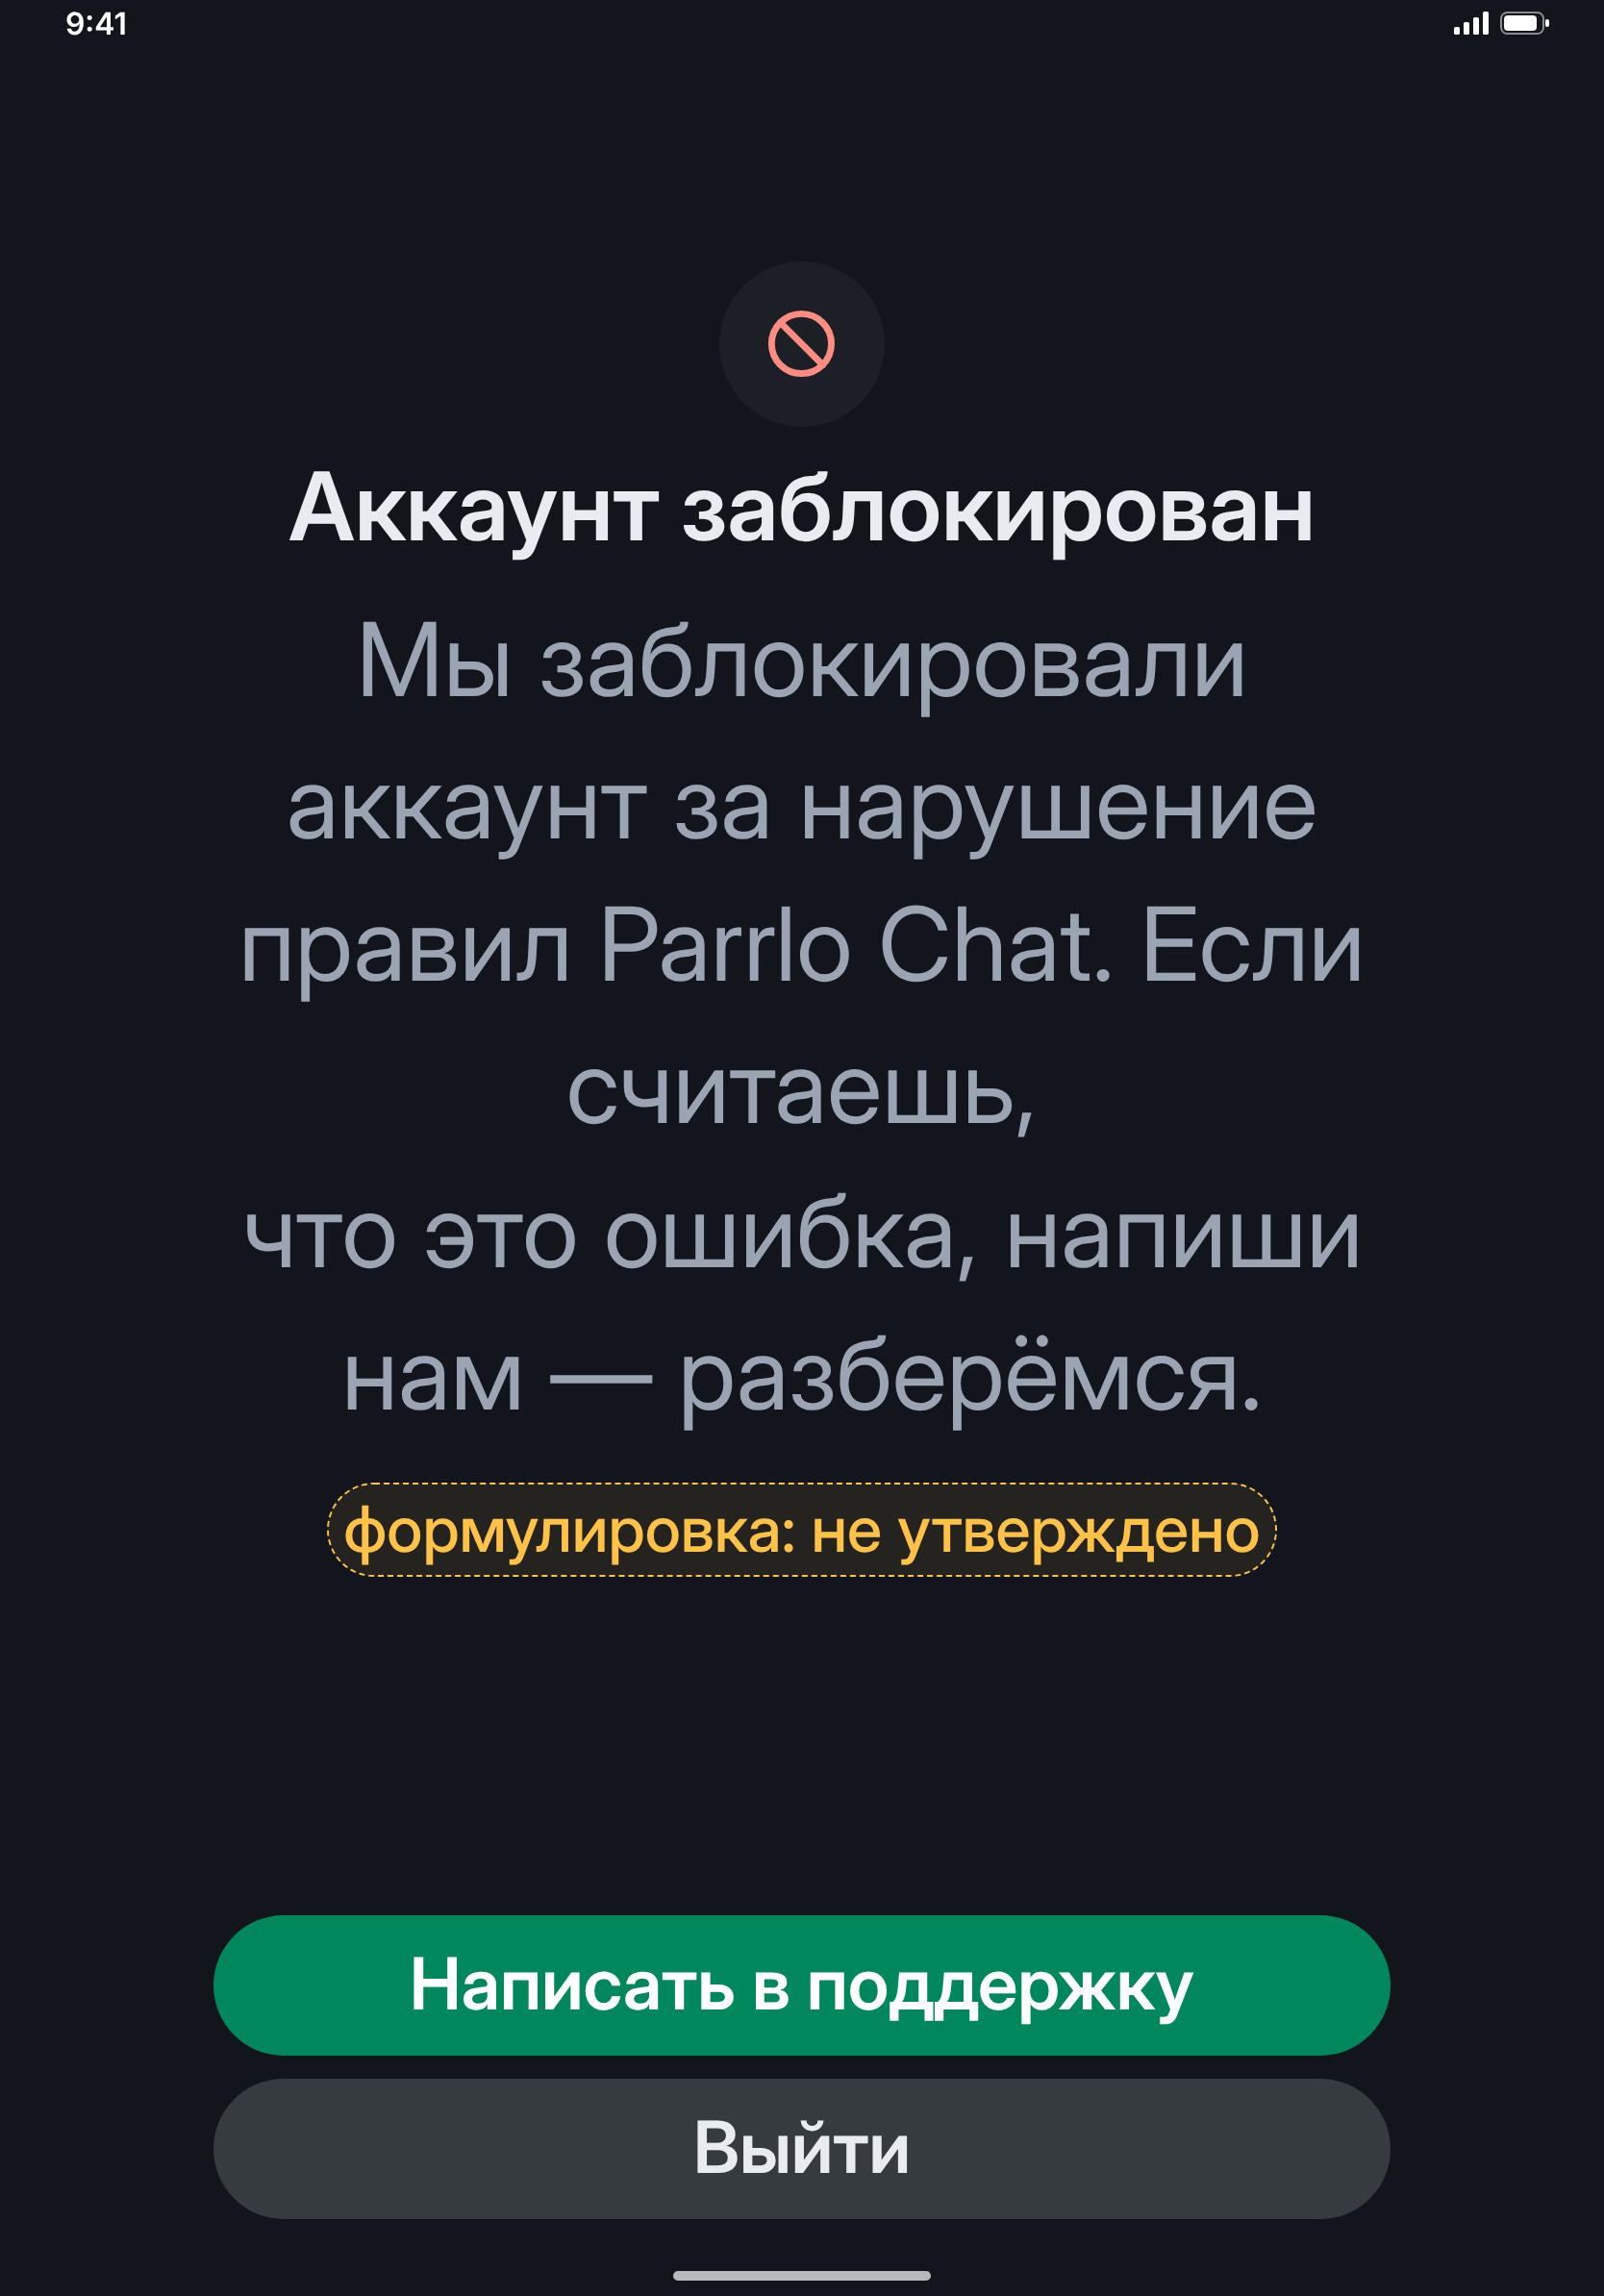 9:41
Аккаунт заблокирован
Мы заблокировали
аккаунт за нарушение
правил Parrlo Chat. Если
считаешь,
что это ошибка, напиши
нам — разберёмся.
формулировка: не утверждено
Написать в поддержку
Выйти